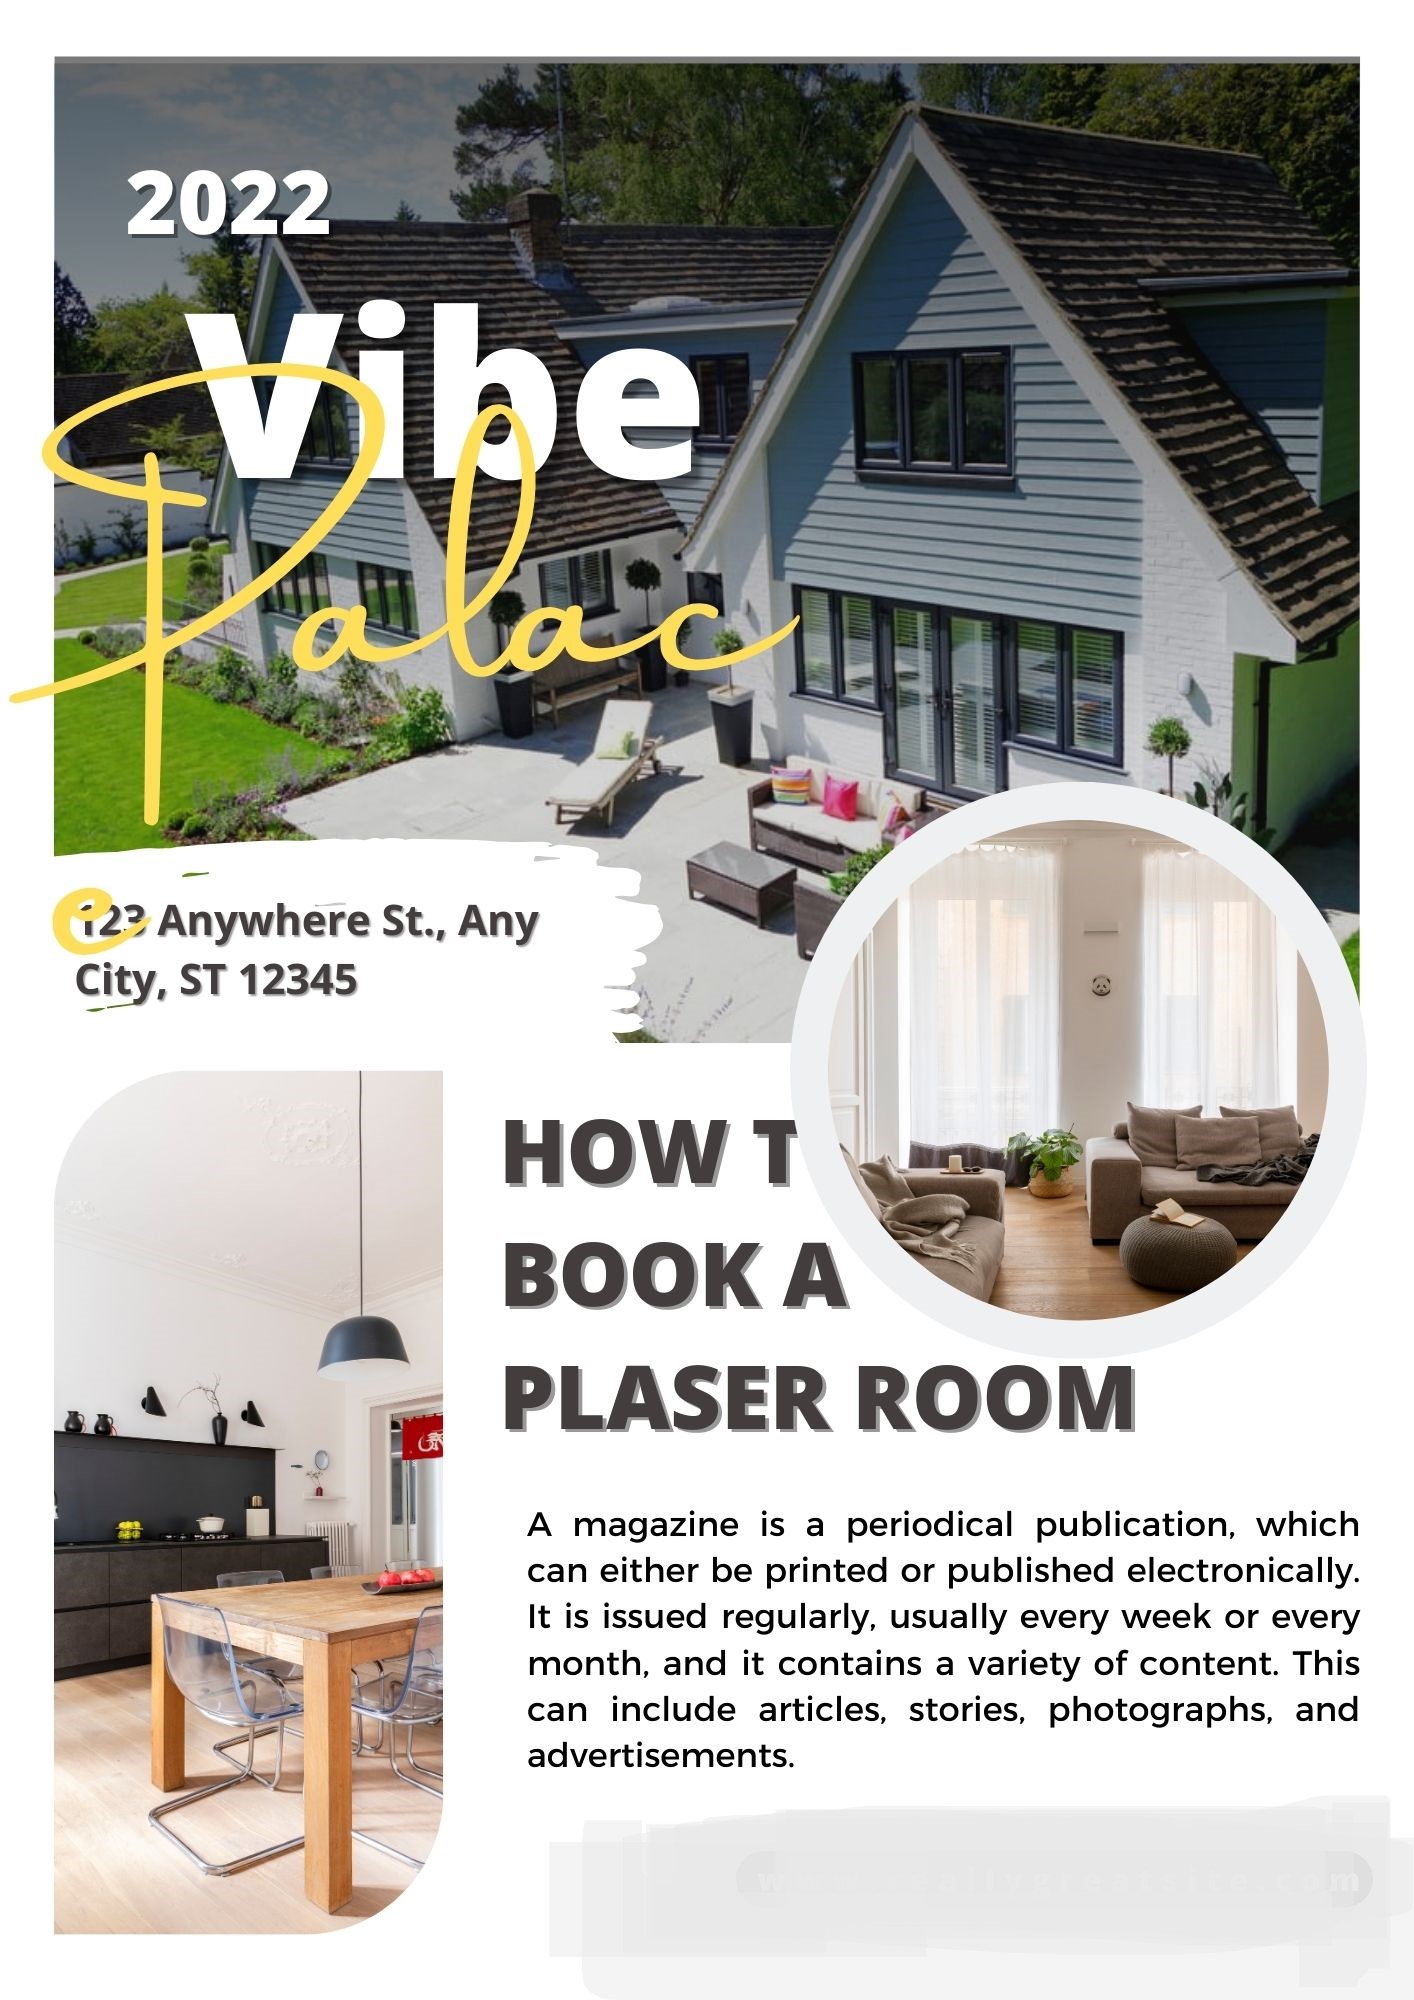 2022
Vibe
Palac
e
123 Anywhere St., Any
City, ST 12345
HOW T
BOOK A
PLASER ROOM
A magazine is a periodical publication, which
can either be printed or published electronically.
It is issued regularly, usually every week or every
month, and it contains a variety of content. This
can include articles, stories, photographs, and
advertisements.